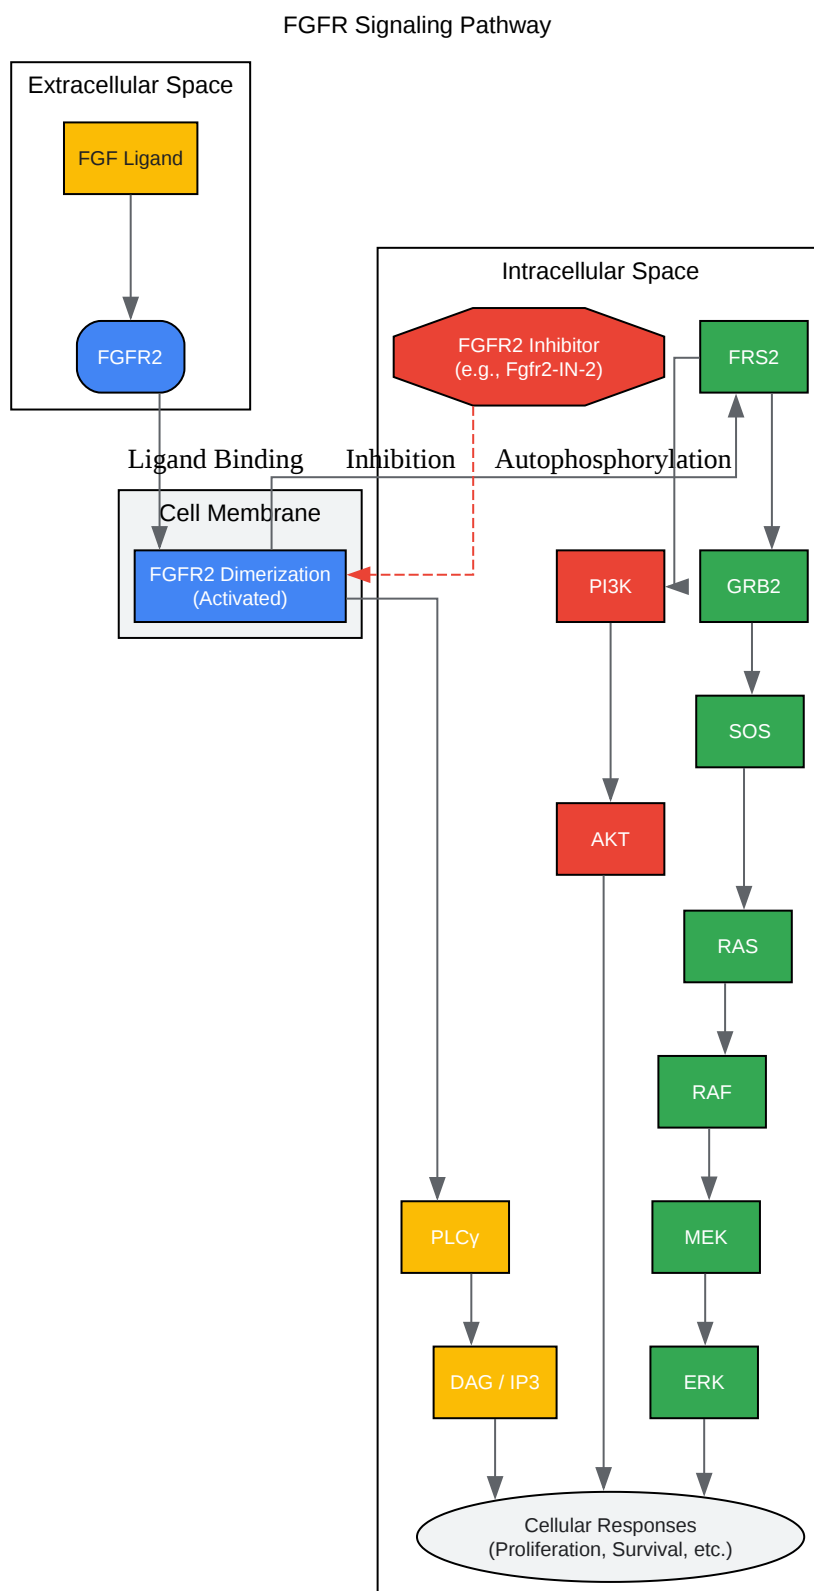 FGFR Signaling Pathway
Extracellular Space
FGF Ligand
FGFR2
Intracellular Space
FGFR2 Inhibitor
(e.g., Fgfr2-IN-2)
FRS2
Ligand Binding
Inhibition
Autophosphorylation
Cell Membrane
FGFR2 Dimerization
(Activated)
PI3K
GRB2
SOS
AKT
RAS
RAF
PLCγ
MEK
DAG / IP3
ERK
Cellular Responses
(Proliferation, Survival, etc.)